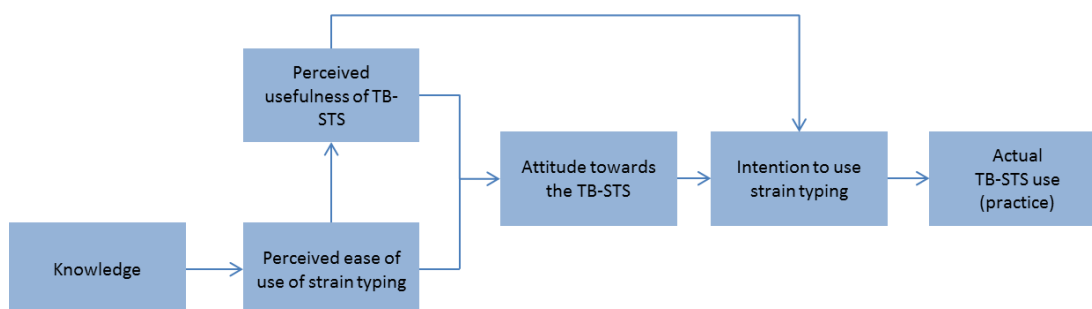 Perceived
usefulness of TB-
STS
Attitude towards
the TB-STS
Intention to use
strain typing
Actual
TB-STS use
(practice)
Knowledge
Perceived ease of
use of strain typing